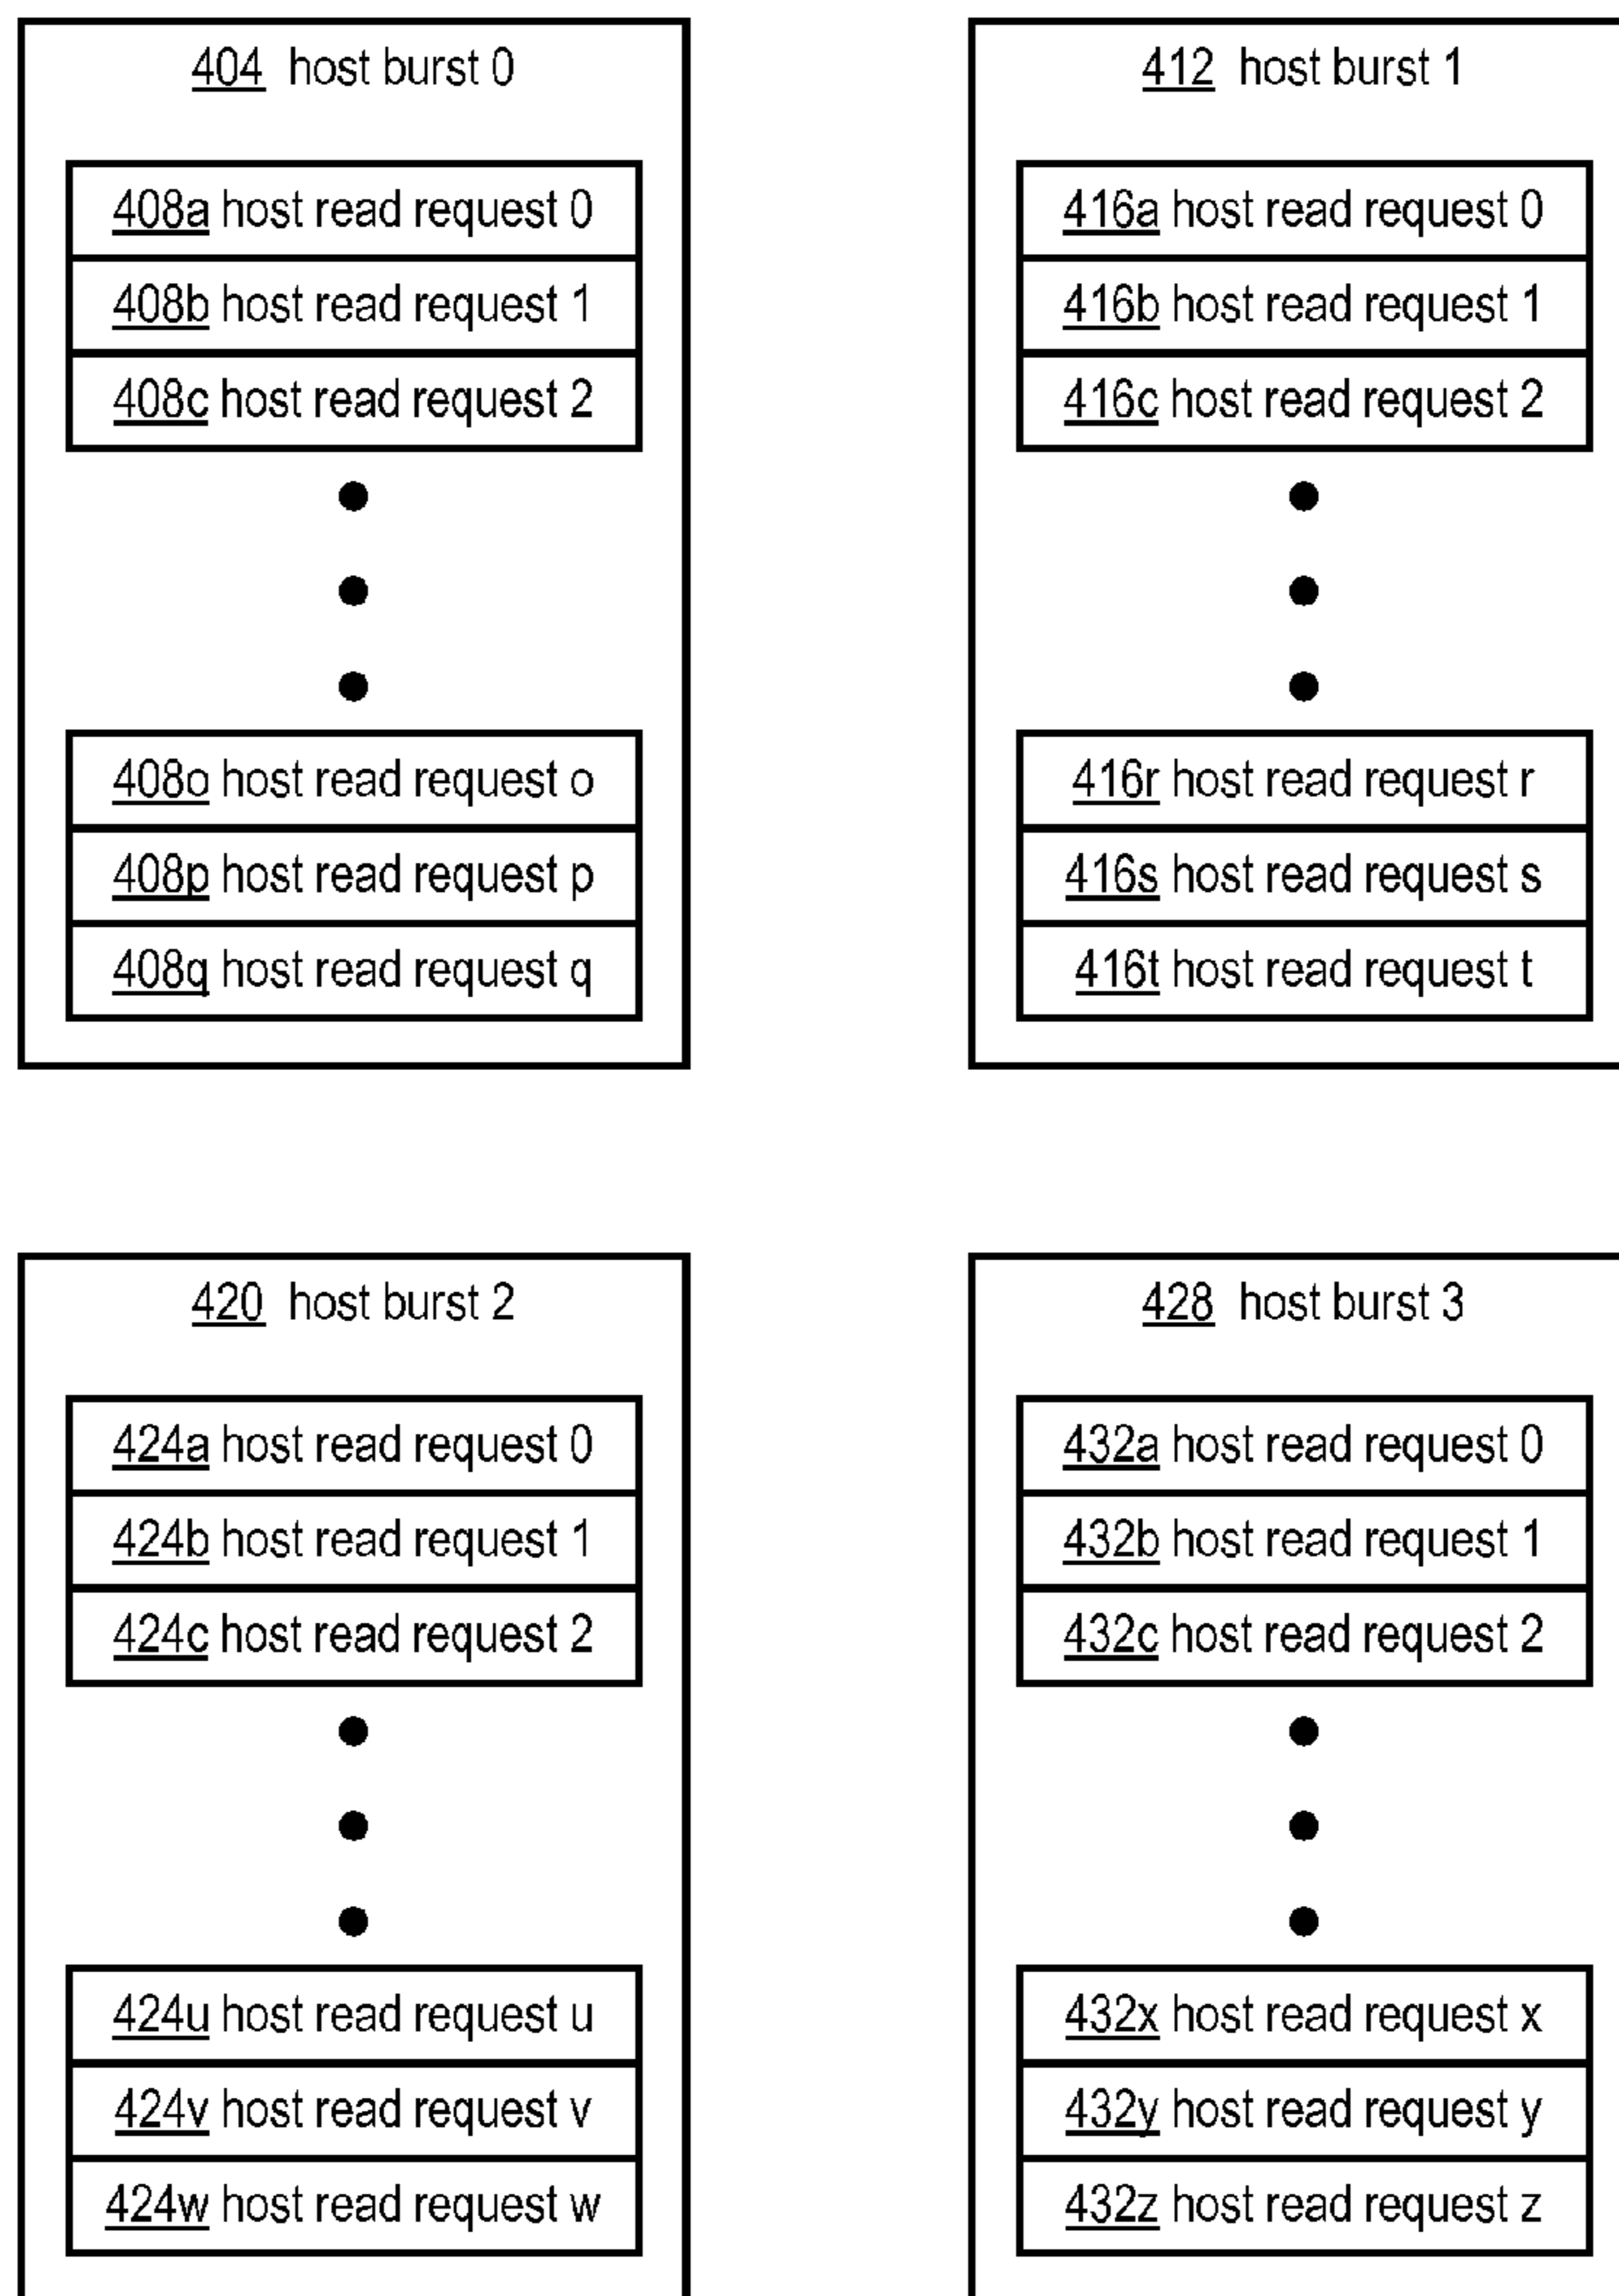 404 host burst 0
408a host read request 0
408b host read request 1
408c host read request 2
408o host read request o
408p host read request p
408q host read request q
412 host burst 1
416a host read request 0
416b host read request 1
416c host read request 2
416r host read request r
416s host read request s
416t host read request t
420 host burst 2
424a host read request 0
424b host read request 1
424c host read request 2
424u host read request u
424v host read request v
424w host read request w
428 host burst 3
432a host read request 0
432b host read request 1
432c host read request 2
432x host read request x
432y host read request y
432z host read request z